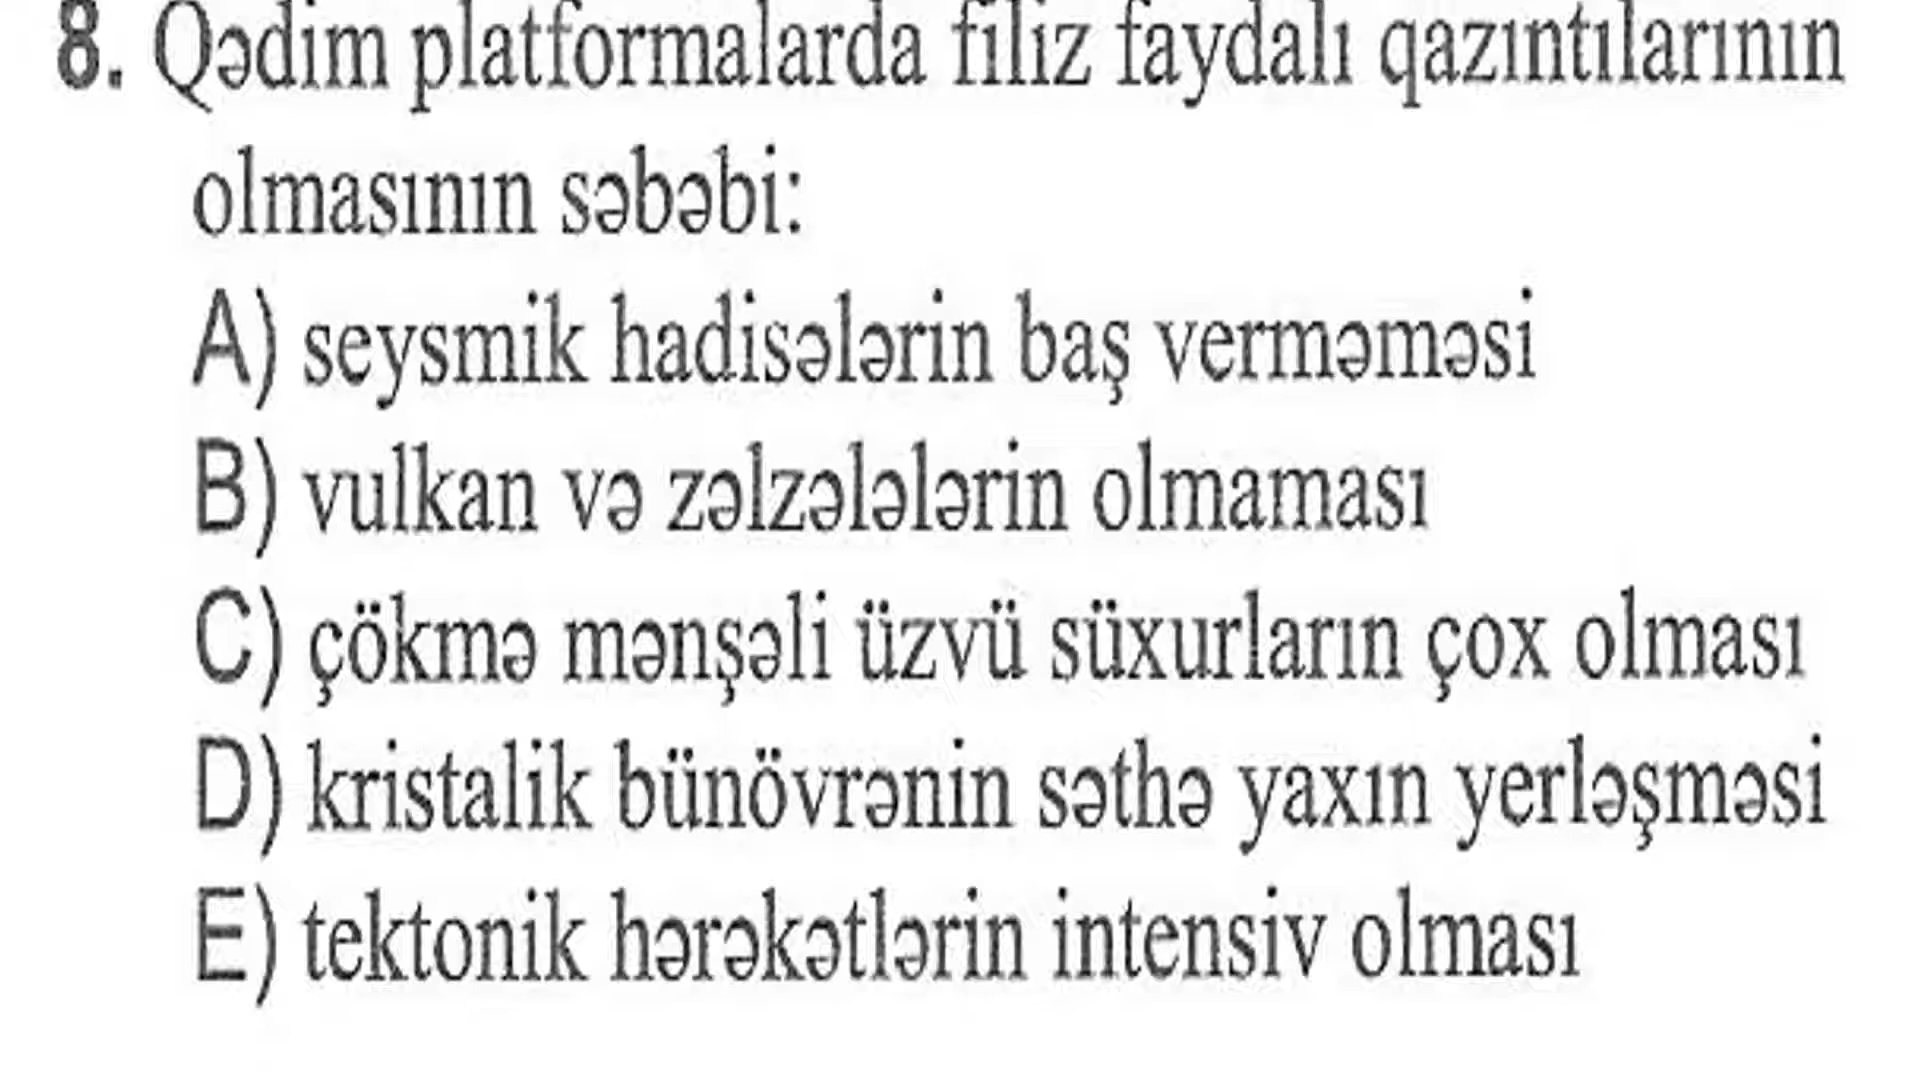 8. Qədim platformalarda filiz faydalı qazıntılarının
olmasının səbəbi:
A) seysmik hadisələrin baş verməməsi
B) vulkan və zəlzələlərin olmaması
C) çökmə mənşəli üzvü süxurların çox olması
D) kristalik bünövrənin səthə yaxın yerləşməsi
E) tektonik hərəkətlərin intensiv olması